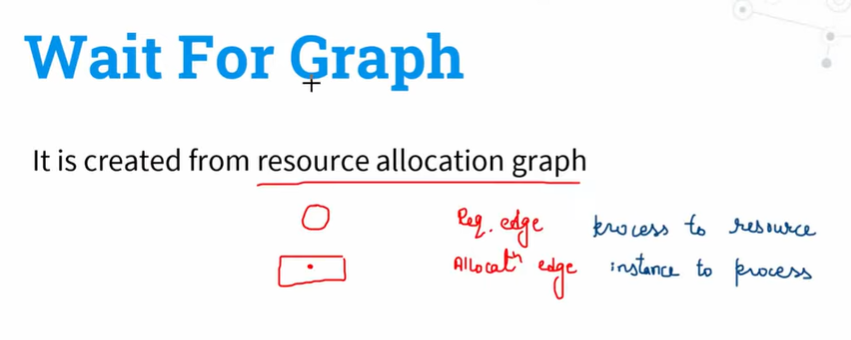 Wait For Graph
It is created from resource allocation graph
Req. edge process to resource
Allocatⁿ edge instance to process